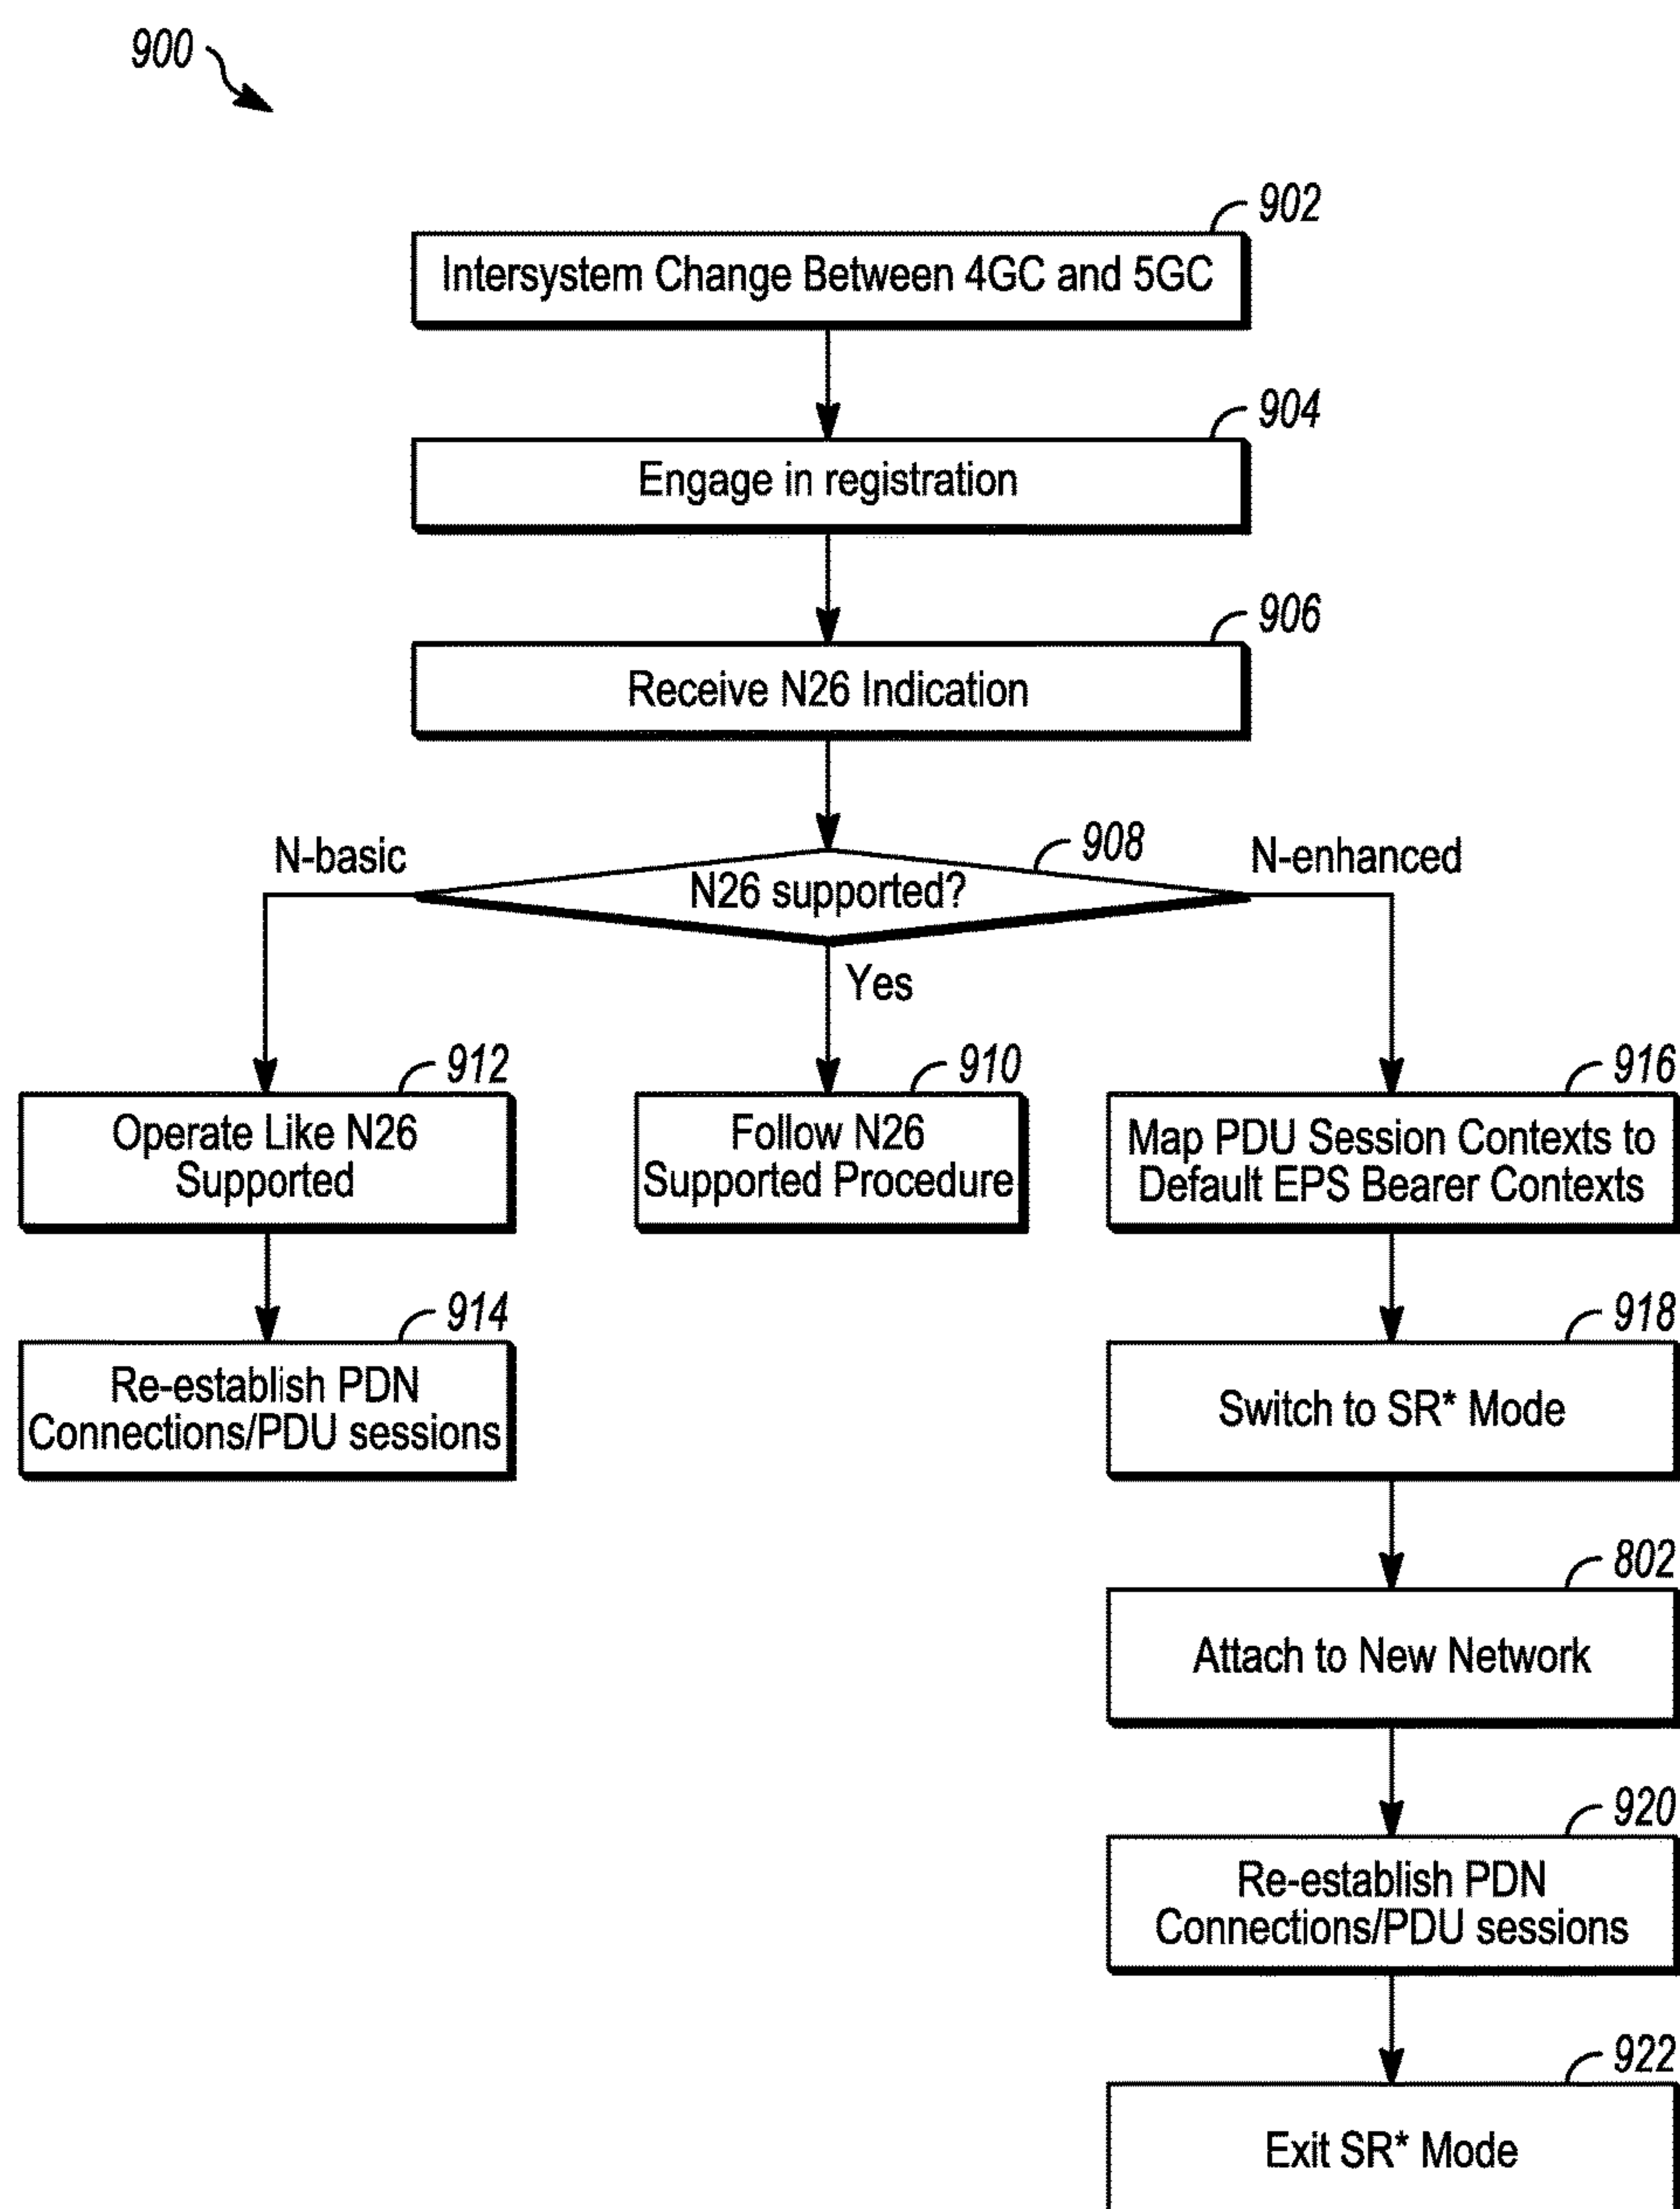 900
902
Intersystem Change Between 4GC and 5GC
904
Engage in registration
906
Receive N26 Indication
N-basic
908
N-enhanced
N26 supported?
Yes
912
Operate Like N26
Supported
910
Follow N26
Supported Procedure
916
Map PDU Session Contexts to
Default EPS Bearer Contexts
914
Re-establish PDN
Connections/PDU sessions
918
Switch to SR* Mode
802
Attach to New Network
920
Re-establish PDN
Connections/PDU sessions
922
Exit SR* Mode